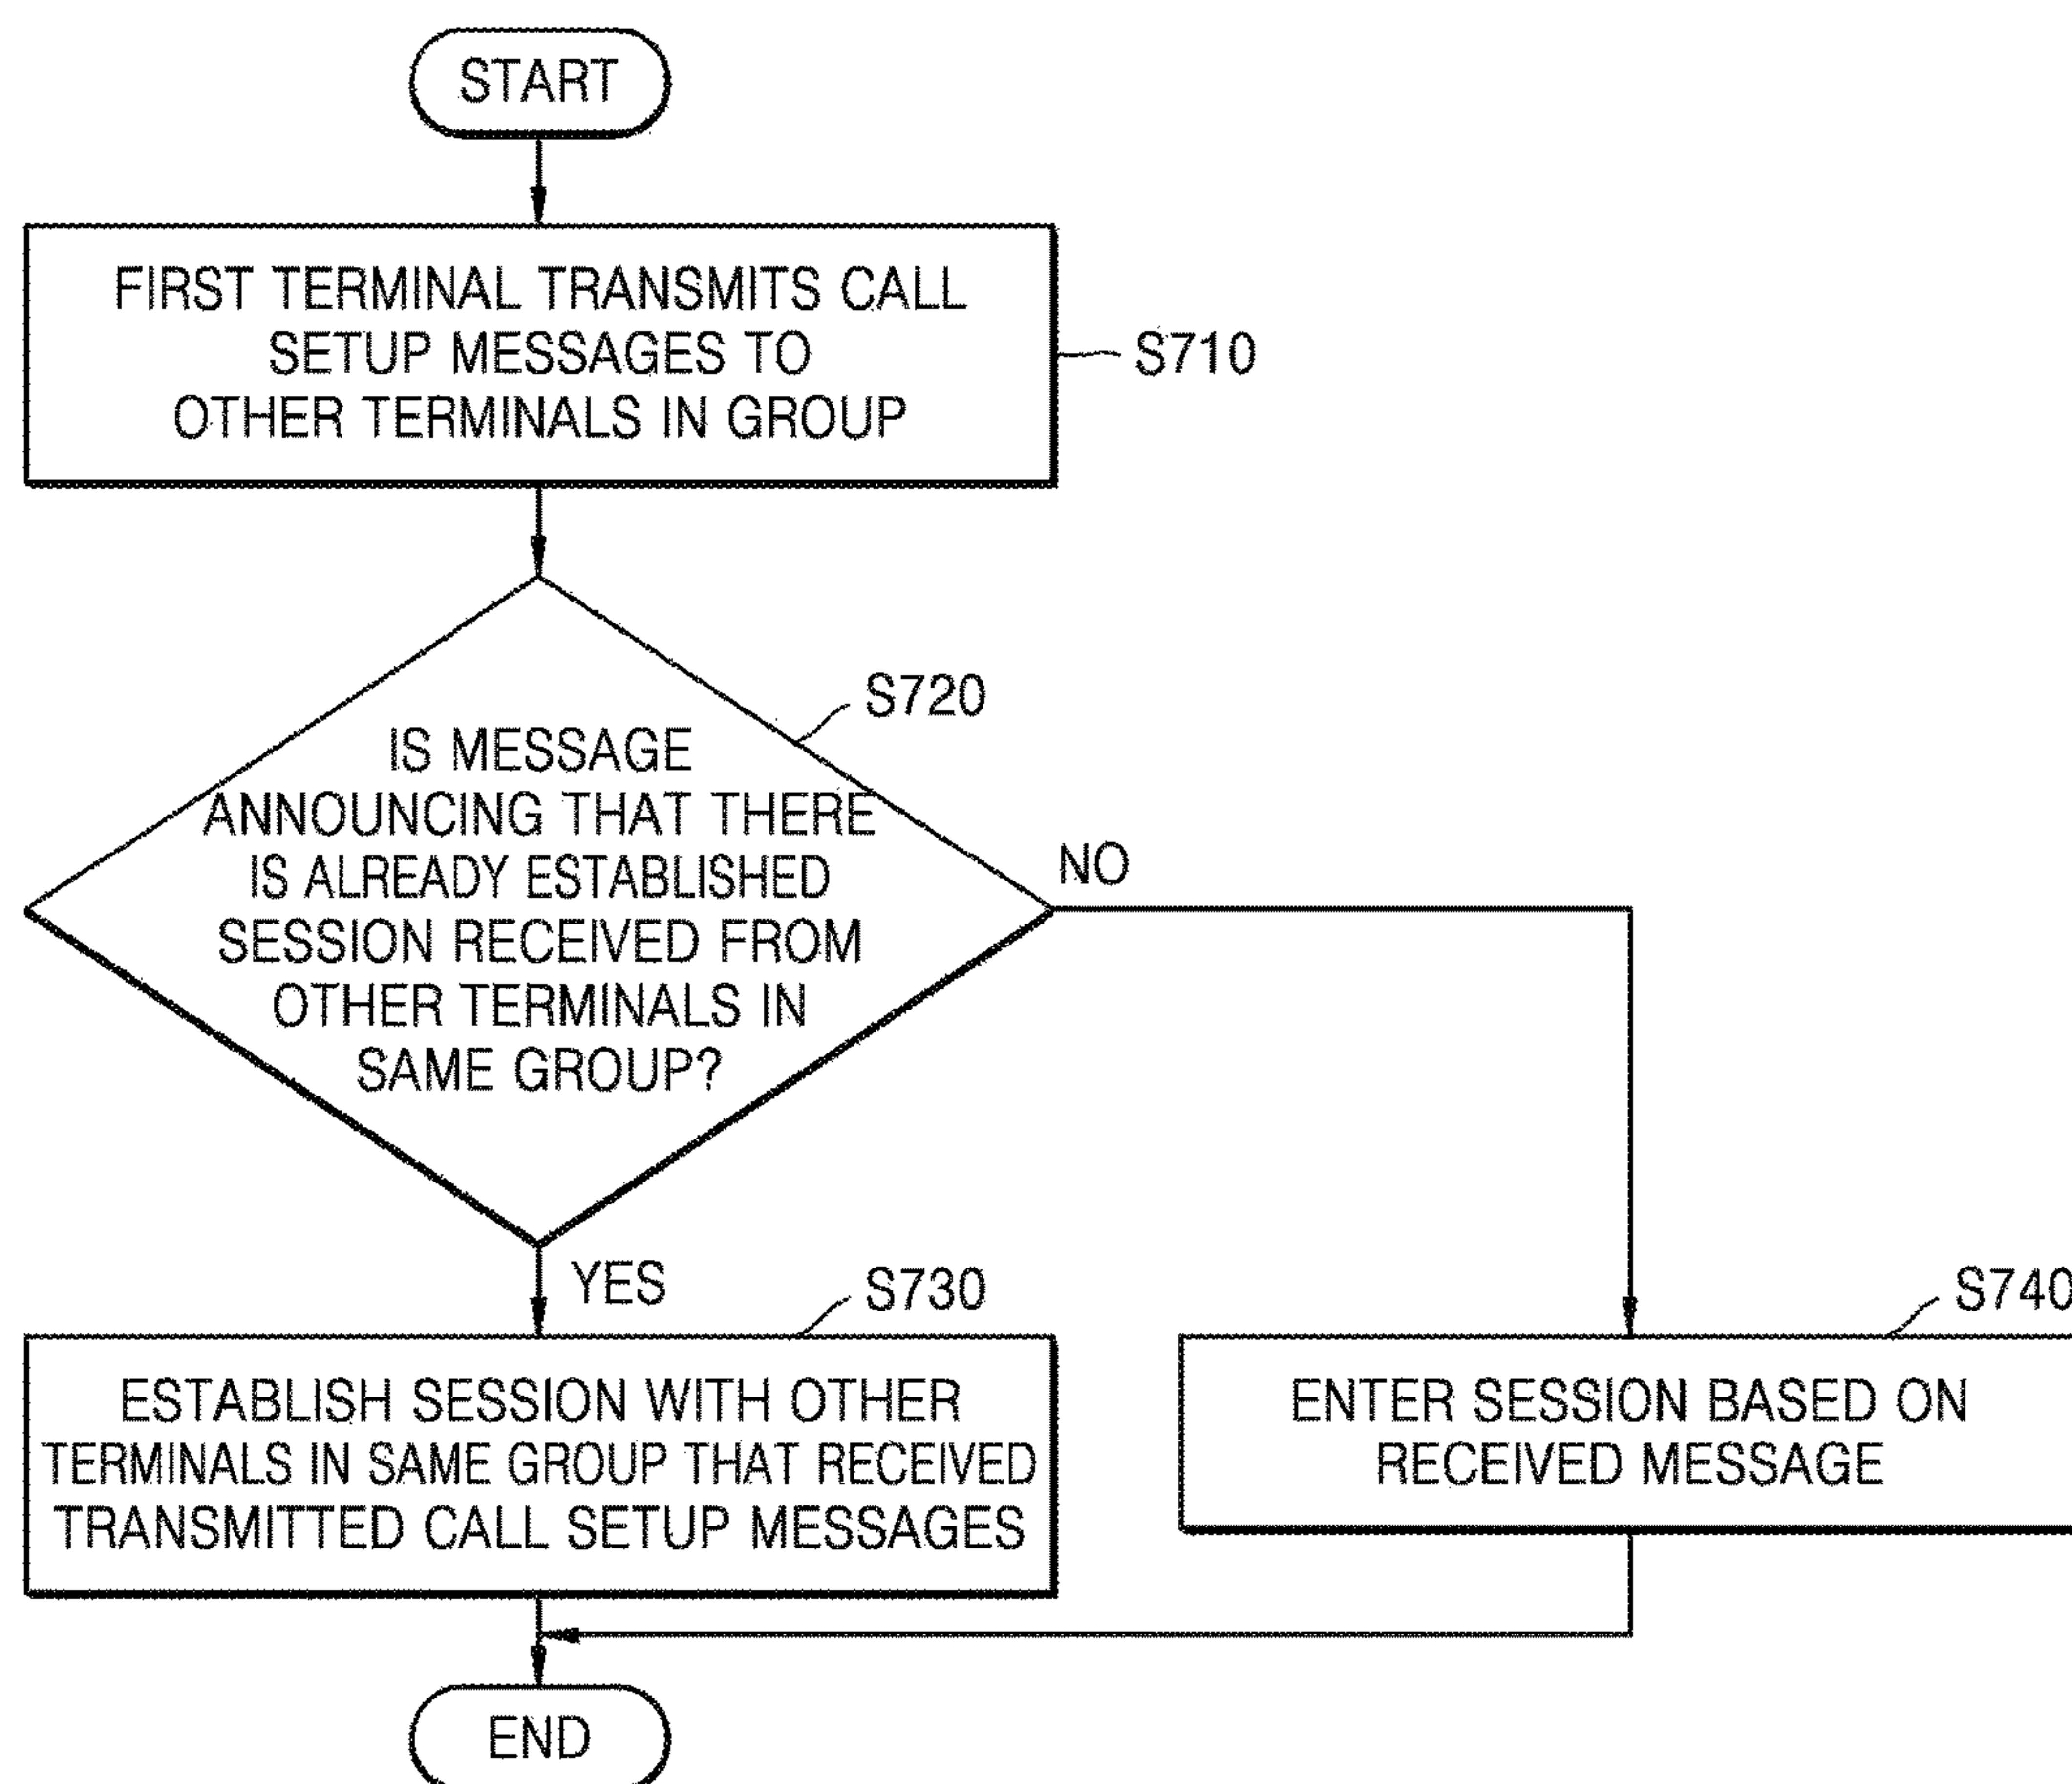 START
FIRST TERMINAL TRANSMITS CALL
SETUP MESSAGES TO
OTHER TERMINALS IN GROUP
S710
S720
IS MESSAGE
ANNOUNCING THAT THERE
IS ALREADY ESTABLISHED
SESSION RECEIVED FROM
OTHER TERMINALS IN
SAME GROUP?
NO
YES
S730
S740
ESTABLISH SESSION WITH OTHER
TERMINALS IN SAME GROUP THAT RECEIVED
TRANSMITTED CALL SETUP MESSAGES
ENTER SESSION BASED ON
RECEIVED MESSAGE
END